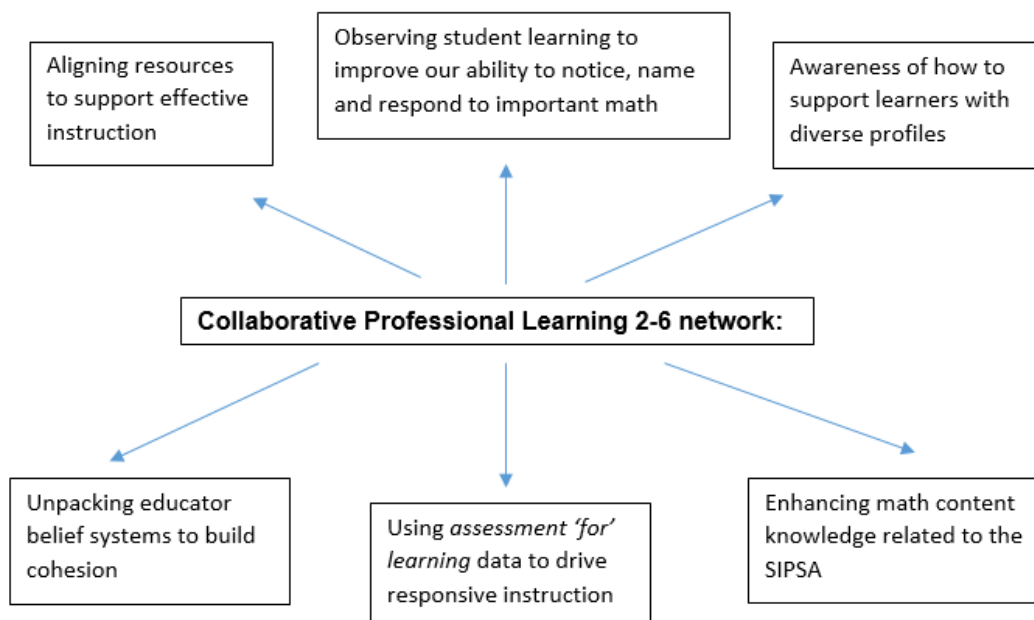 Aligning resources
to support effective
instruction
Observing student learning to
improve our ability to notice, name
and respond to important math
Awareness of how to
support learners with
diverse profiles
Collaborative Professional Learning 2-6 network:
Unpacking educator
belief systems to build
cohesion
Using assessment ‘for’
learning data to drive
responsive instruction
Enhancing math content
knowledge related to the
SIPSA